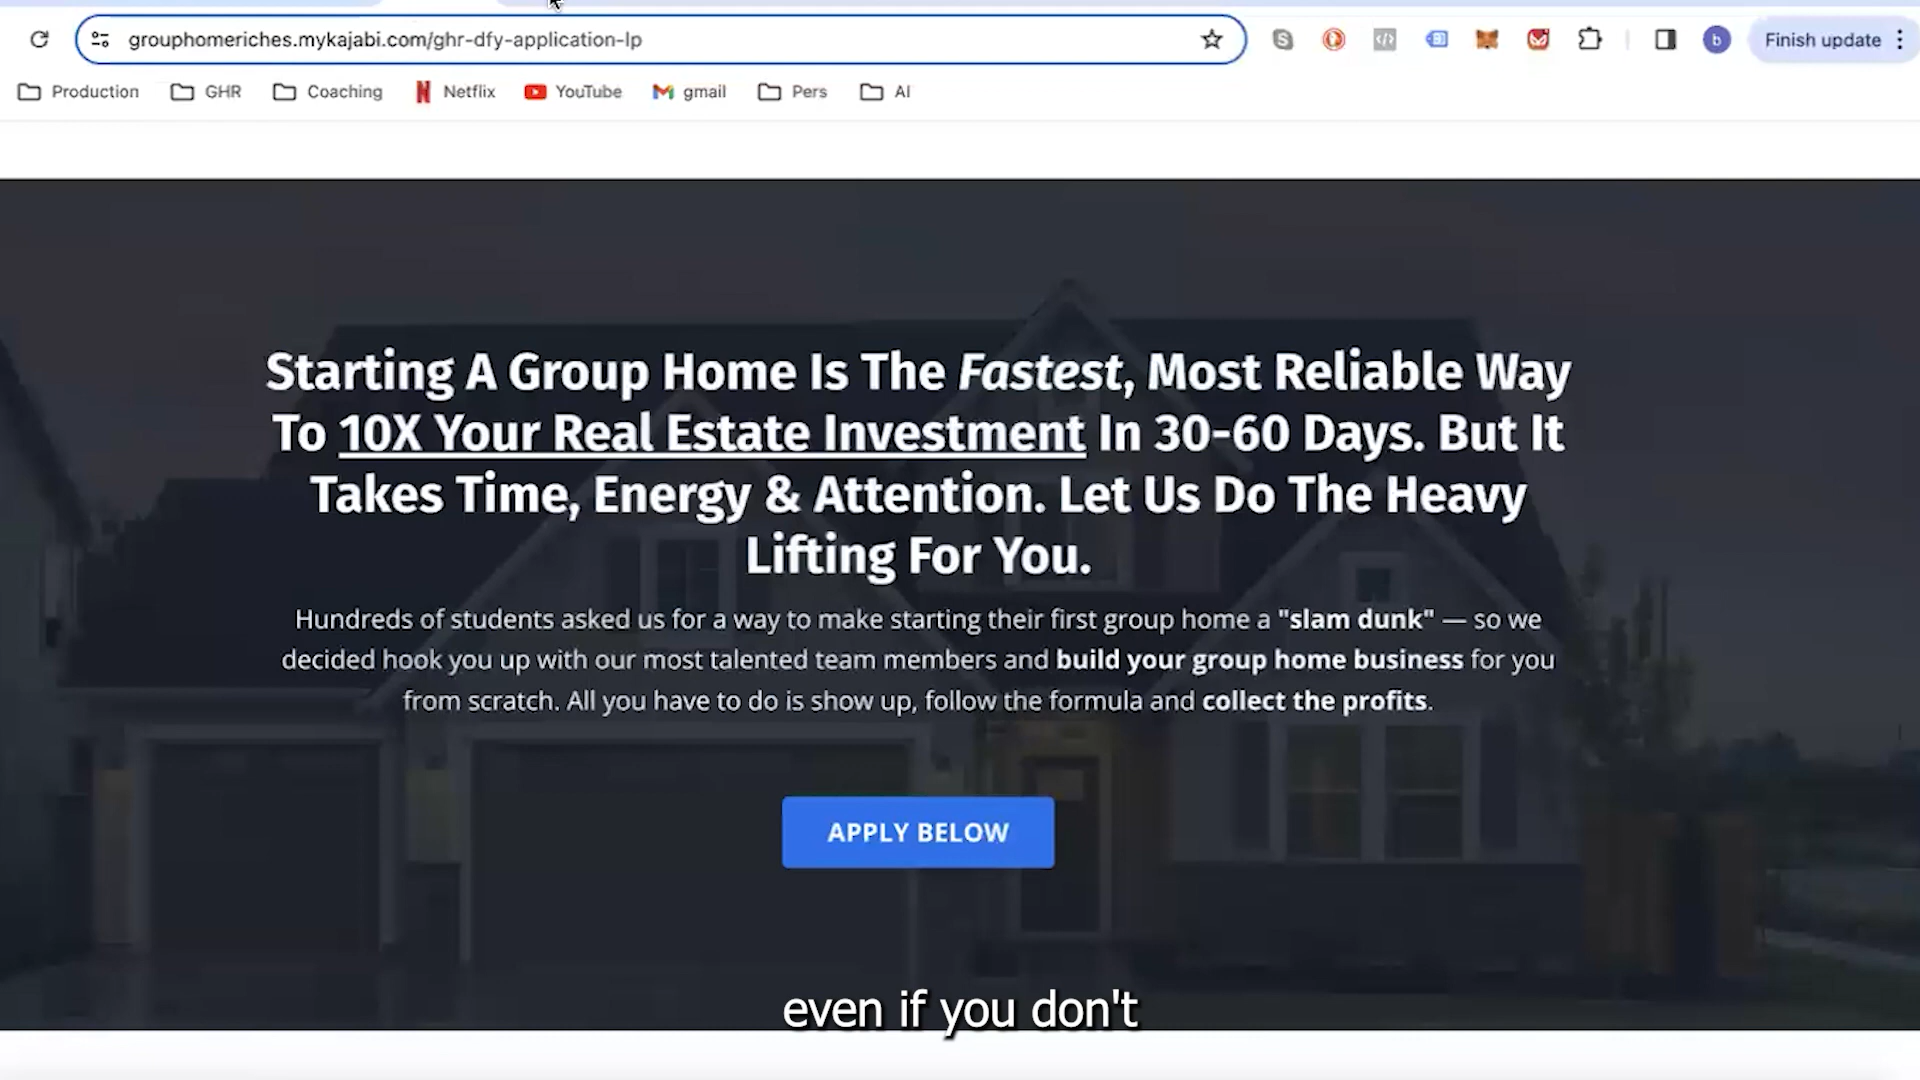 grouphomeriches.mykajabi.com/ghr-dfy-application-lp
b
Finish update
Production GHR Coaching Netflix YouTube gmail Pers AI
Starting A Group Home Is The Fastest, Most Reliable Way
To 10X Your Real Estate Investment In 30-60 Days. But It
Takes Time, Energy & Attention. Let Us Do The Heavy
Lifting For You.
Hundreds of students asked us for a way to make starting their first group home a "slam dunk" — so we
decided hook you up with our most talented team members and build your group home business for you
from scratch. All you have to do is show up, follow the formula and collect the profits.
APPLY BELOW
even if you don't